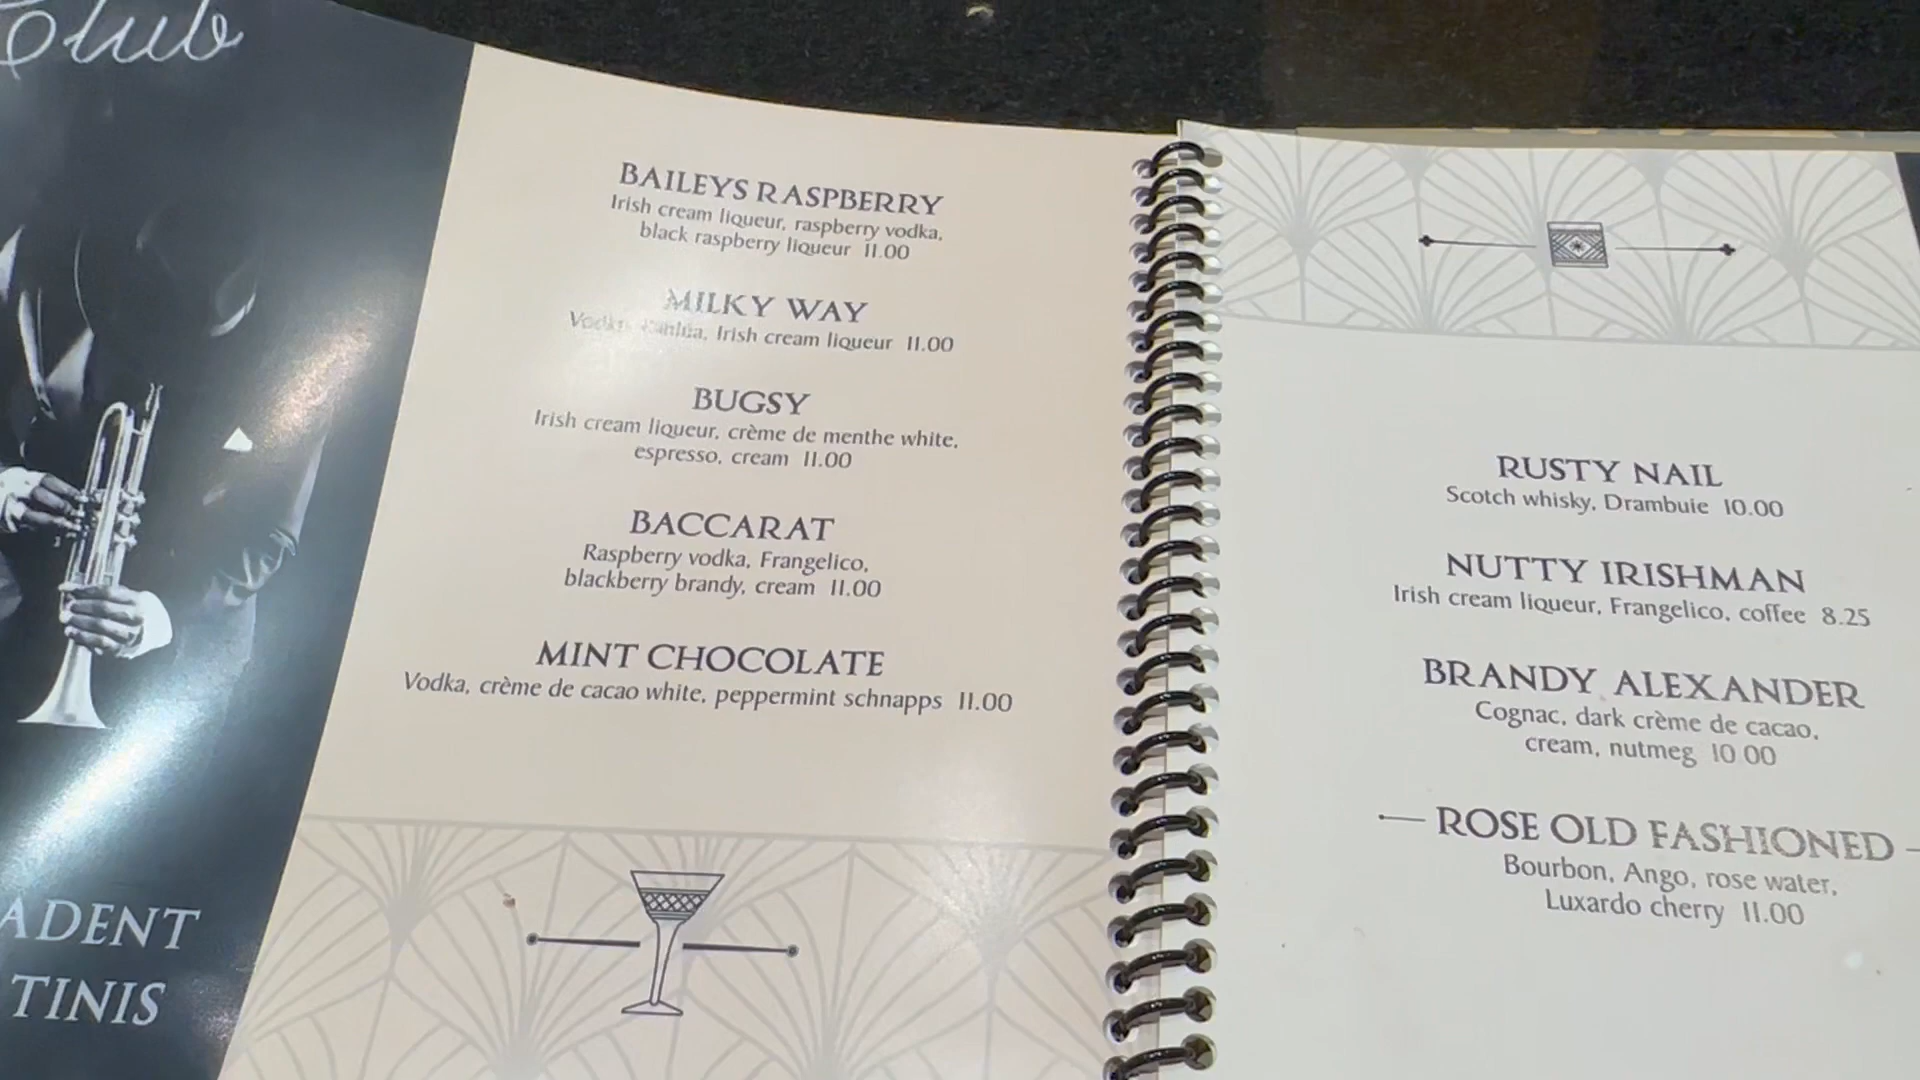 Club
ADENT
TINIS
BAILEYS RASPBERRY
Irish cream liqueur, raspberry vodka,
black raspberry liqueur 11.00
MILKY WAY
Vodka, Kahlúa, Irish cream liqueur 11.00
BUGSY
Irish cream liqueur, crème de menthe white,
espresso, cream 11.00
BACCARAT
Raspberry vodka, Frangelico,
blackberry brandy, cream 11.00
MINT CHOCOLATE
Vodka, crème de cacao white, peppermint schnapps 11.00
RUSTY NAIL
Scotch whisky, Drambuie 10.00
NUTTY IRISHMAN
Irish cream liqueur, Frangelico, coffee 8.25
BRANDY ALEXANDER
Cognac, dark crème de cacao,
cream, nutmeg 10.00
ROSE OLD FASHIONED
Bourbon, Ango, rose water,
Luxardo cherry 11.00